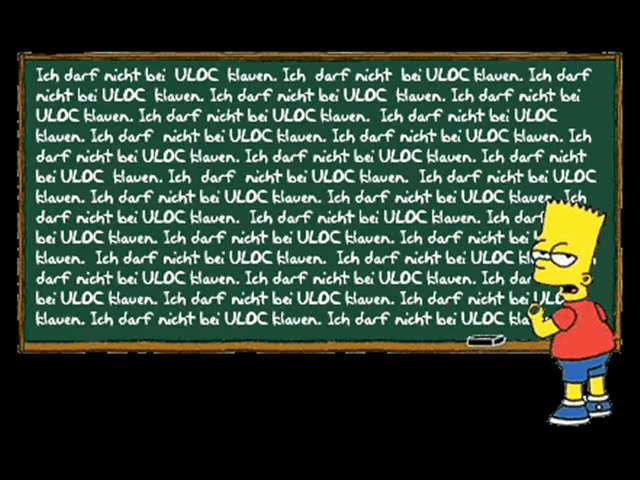 Ich darf nicht bei ULOC klauen. Ich darf nicht bei ULOC klauen. Ich darf
nicht bei ULOC klauen. Ich darf nicht bei ULOC klauen. Ich darf nicht bei
ULOC klauen. Ich darf nicht bei ULOC klauen. Ich darf nicht bei ULOC
klauen. Ich darf nicht bei ULOC klauen. Ich darf nicht bei ULOC klauen. Ich
darf nicht bei ULOC klauen. Ich darf nicht bei ULOC klauen. Ich darf nicht
bei ULOC klauen. Ich darf nicht bei ULOC klauen. Ich darf nicht bei ULOC
klauen. Ich darf nicht bei ULOC klauen. Ich darf nicht bei ULOC klauen. Ich
darf nicht bei ULOC klauen. Ich darf nicht bei ULOC klauen. Ich darf
bei ULOC klauen. Ich darf nicht bei ULOC klauen. Ich darf nicht bei
klauen. Ich darf nicht bei ULOC klauen. Ich darf nicht bei ULOC
darf nicht bei ULOC klauen. Ich darf nicht bei ULOC klauen. Ich
bei ULOC klauen. Ich darf nicht bei ULOC klauen. Ich darf nicht bei ULOC
klauen. Ich darf nicht bei ULOC klauen. Ich darf nicht bei ULOC